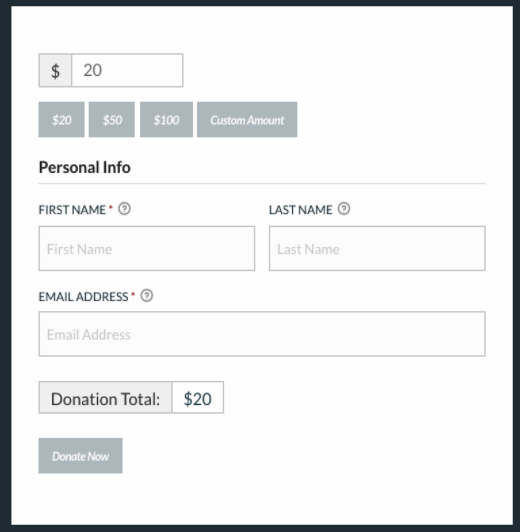 $ 20
$20 $50 $100 Custom Amount
Personal Info
FIRST NAME * ? LAST NAME ?
First Name Last Name
EMAIL ADDRESS * ?
Email Address
Donation Total: $20
Donate Now